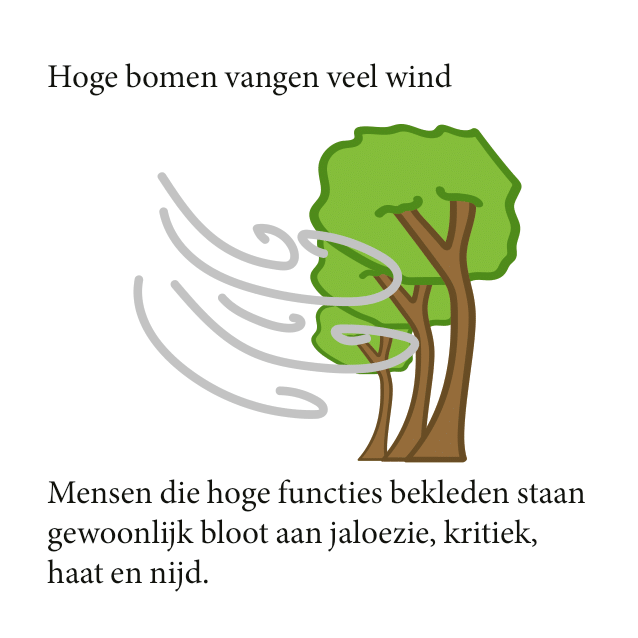 Hoge bomen vangen veel wind
Mensen die hoge functies bekleden staan
gewoonlijk bloot aan jaloezie, kritiek,
haat en nijd.